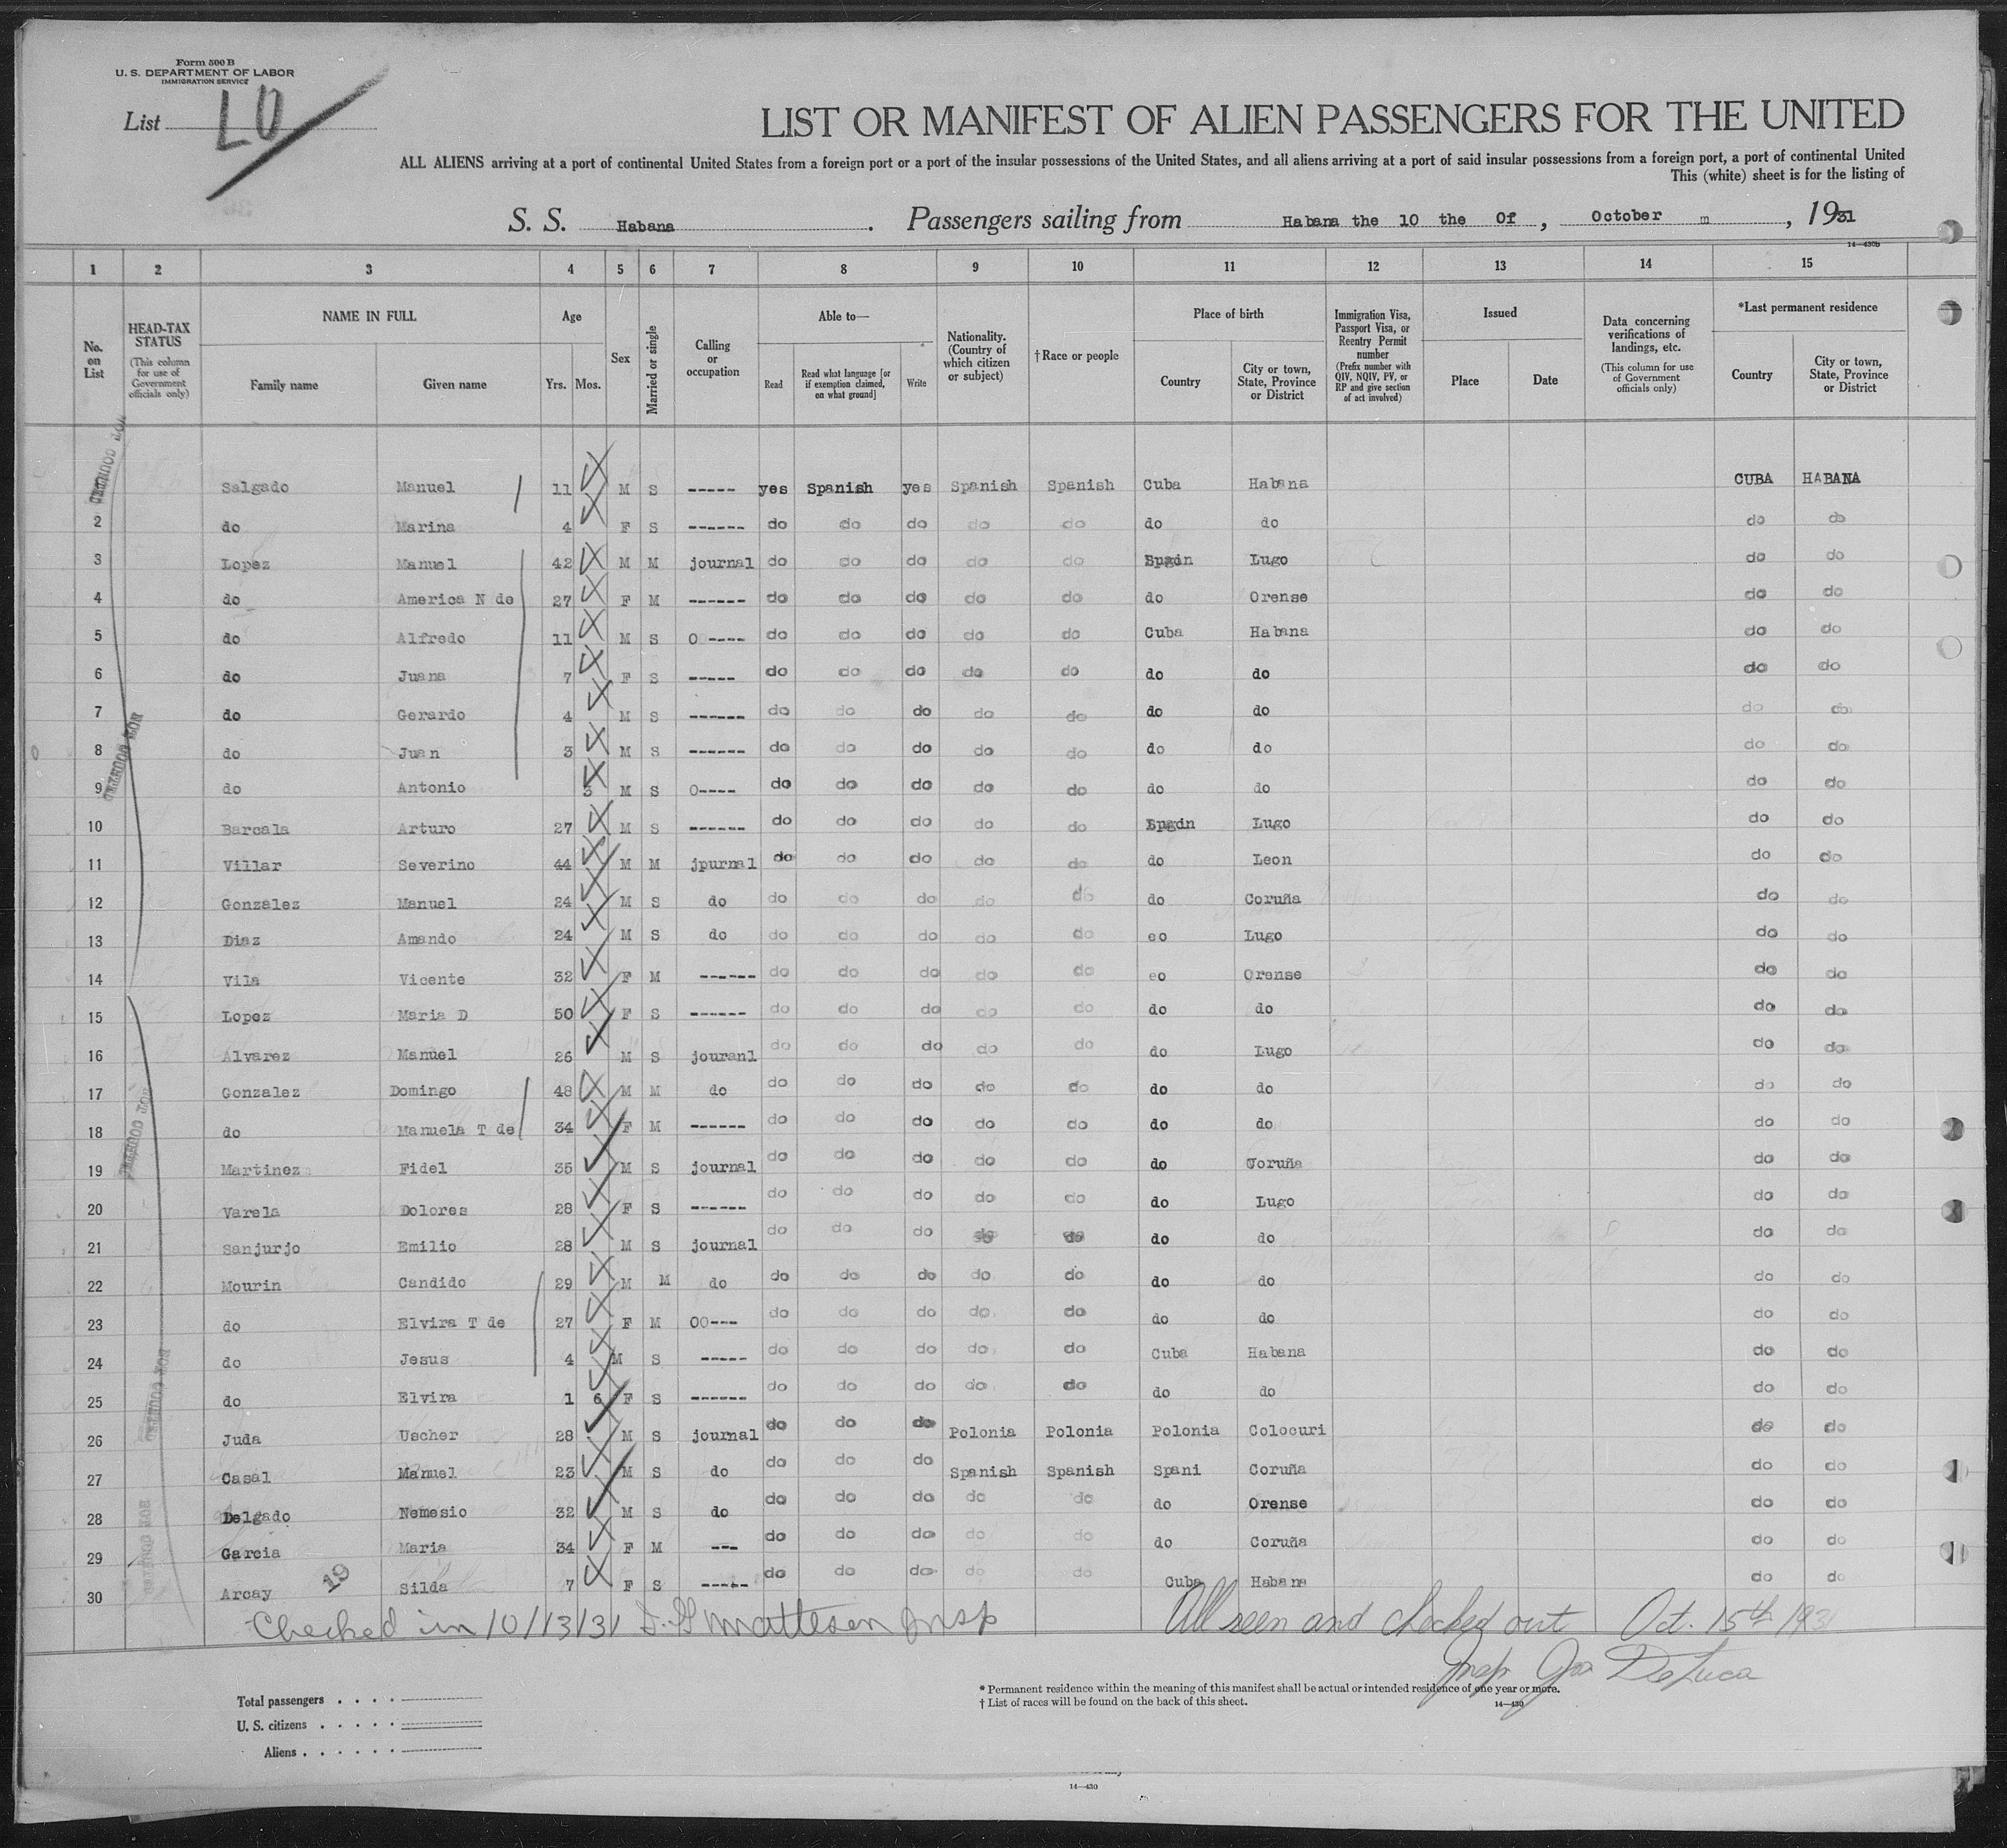 Form 500 B
U. S. DEPARTMENT OF LABOR
IMMIGRATION SERVICE
List LO
LIST OR MANIFEST OF ALIEN PASSENGERS FOR THE UNITED
ALL ALIENS arriving at a port of continental United States from a foreign port or a port of the insular possessions of the United States, and all aliens arriving at a port of said insular possessions from a foreign port, a port of continental United
This (white) sheet is for the listing of
S. S. Habana . Passengers sailing from Habana the 10 the Of , October m , 1931
14—430b
1 2 3 4 5 6 7 8 9 10 11 12 13 14 15
No. on List
HEAD-TAX STATUS (This column for use of Government officials only)
NAME IN FULL Family name Given name
Age Yrs. Mos.
Sex
Married or single
Calling or occupation
Able to— Read Read what language [or if exemption claimed, on what ground] Write
Nationality. (Country of which citizen or subject)
†Race or people
Place of birth Country City or town, State, Province or District
Immigration Visa, Passport Visa, or Reentry Permit number (Prefix number with QIV, NQIV, PV, or RP and give section of act involved)
Issued Place Date
Data concerning verifications of landings, etc. (This column for use of Government officials only)
*Last permanent residence Country City or town, State, Province or District
Salgado Manuel 11 M S ----- yes Spanish yes Spanish Spanish Cuba Habana CUBA HABANA
2 do Marina 4 F S ------ do do do do do do do do do
3 Lopez Manuel 42 M M journal do do do do do Spain Lugo do do
4 do America N de 27 F M ------ do do do do do do Orense do do
5 do Alfredo 11 M S 0---- do do do do do Cuba Habana do do
6 do Juana 7 F S ----- do do do do do do do do do
7 do Gerardo 4 M S ------ do do do do do do do do do
8 do Juan 3 M S ------ do do do do do do do do do
9 do Antonio 3 M S 0---- do do do do do do do do do
10 Barcala Arturo 27 M S ------ do do do do do Spain Lugo do do
11 Villar Severino 44 M M jpurnal do do do do do do Leon do do
12 Gonzalez Manuel 24 M S do do do do do do do Coruña do do
13 Diaz Amando 24 M S do do do do do do eo Lugo do do
14 Vila Vicente 32 F M ------ do do do do do eo Orense do do
15 Lopez Maria D 50 F S ------ do do do do do do do do do
16 Alvarez Manuel 26 M S jouranl do do do do do do Lugo do do
17 Gonzalez Domingo 48 M M do do do do do do do do do do
18 do Manuela T de 34 F M ------ do do do do do do do do do
19 Martinez Fidel 35 M S journal do do do do do do Coruña do do
20 Varela Dolores 28 F S ------ do do do do do do Lugo do do
21 Sanjurjo Emilio 28 M S journal do do do do do do do do do
22 Mourin Candido 29 M M do do do do do do do do do do
23 do Elvira T de 27 F M 00--- do do do do do do do do do
24 do Jesus 4 M S ----- do do do do do Cuba Habana do do
25 do Elvira 1 6 F S ------ do do do do do do do do do
26 Juda Uscher 28 M S journal do do do Polonia Polonia Polonia Colocuri do do
27 Casal Manuel 23 M S do do do do Spanish Spanish Spani Coruña do do
28 Delgado Nemesio 32 M S do do do do do do do Orense do do
29 Garcia Maria 34 F M --- do do do do do do Coruña do do
30 Arcay 19 Silda 7 F S ----- do do do do do Cuba Habana do do
Checked in 10/13/31 Matteson Insp All seen and checked out Oct. 15th 1931
Insp Jos DeLuca
Total passengers
U. S. citizens
Aliens
* Permanent residence within the meaning of this manifest shall be actual or intended residence of one year or more.
† List of races will be found on the back of this sheet.
14—430
14—430